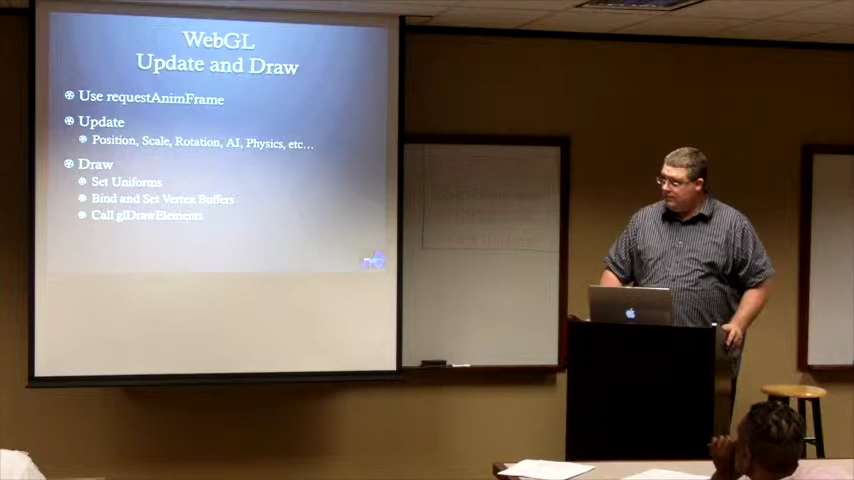 WebGL
Update and Draw
Use requestAnimFrame
Update
Position, Scale, Rotation, AI, Physics, etc...
Draw
Set Uniforms
Bind and Set Vertex Buffers
Call glDrawElements